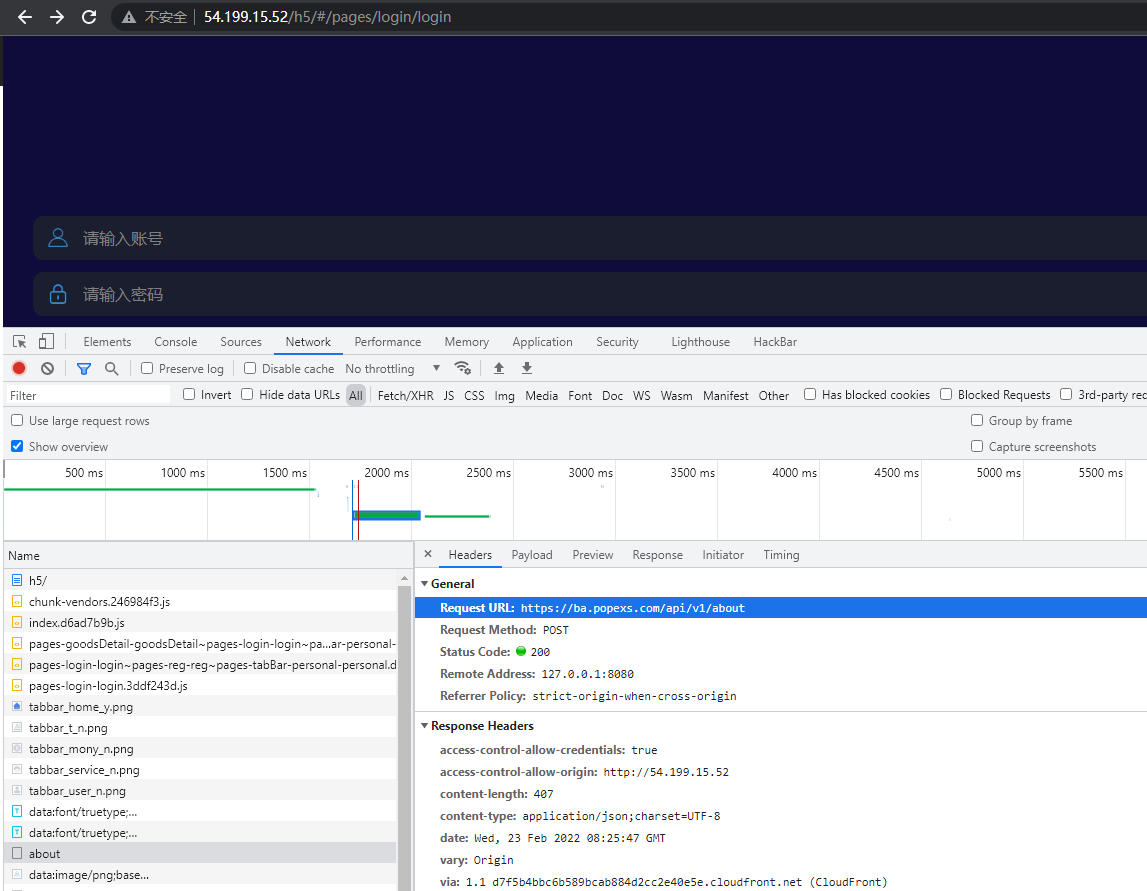 不安全 54.199.15.52/h5/#/pages/login/login
请输入账号
请输入密码
Elements Console Sources Network Performance Memory Application Security Lighthouse HackBar
Preserve log Disable cache No throttling
Filter Invert Hide data URLs All Fetch/XHR JS CSS Img Media Font Doc WS Wasm Manifest Other Has blocked cookies Blocked Requests 3rd-party rec
Use large request rows Group by frame
Show overview Capture screenshots
500 ms 1000 ms 1500 ms 2000 ms 2500 ms 3000 ms 3500 ms 4000 ms 4500 ms 5000 ms 5500 ms
Name
h5/
chunk-vendors.246984f3.js
index.d6ad7b9b.js
pages-goodsDetail-goodsDetail~pages-login-login~pa...ar-personal-
pages-login-login~pages-reg-reg~pages-tabBar-personal-personal.d
pages-login-login.3ddf243d.js
tabbar_home_y.png
tabbar_t_n.png
tabbar_mony_n.png
tabbar_service_n.png
tabbar_user_n.png
data:font/truetype;...
data:font/truetype;...
about
data:image/png;base...
Headers Payload Preview Response Initiator Timing
General
Request URL: https://ba.popexs.com/api/v1/about
Request Method: POST
Status Code: 200
Remote Address: 127.0.0.1:8080
Referrer Policy: strict-origin-when-cross-origin
Response Headers
access-control-allow-credentials: true
access-control-allow-origin: http://54.199.15.52
content-length: 407
content-type: application/json;charset=UTF-8
date: Wed, 23 Feb 2022 08:25:47 GMT
vary: Origin
via: 1.1 d7f5b4bbc6b589bcab884d2cc2e40e5e.cloudfront.net (CloudFront)